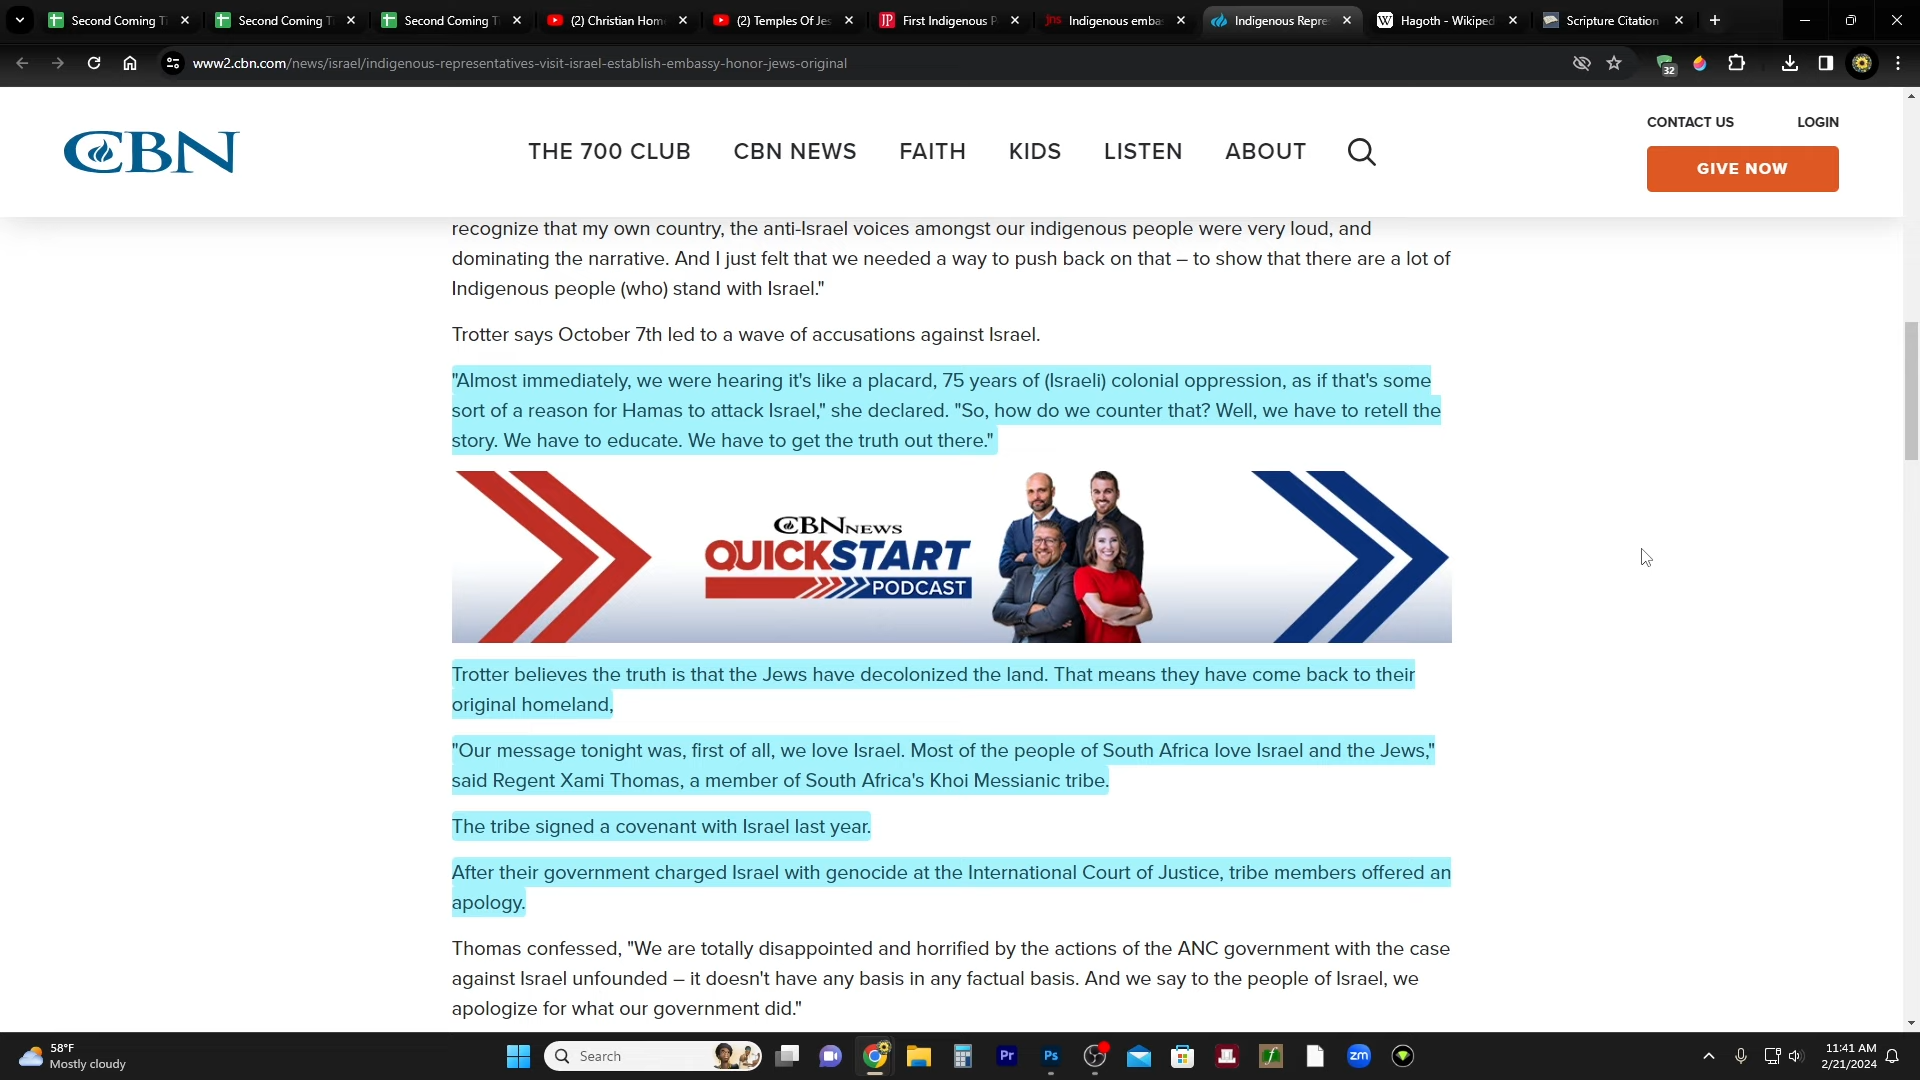 Second Coming Ti
Second Coming Ti
Second Coming Ti
(2) Christian Hom
(2) Temples Of Jes
First Indigenous P
Indigenous emba
Indigenous Repre
Hagoth - Wikiped
Scripture Citation
www2.cbn.com/news/israel/indigenous-representatives-visit-israel-establish-embassy-honor-jews-original
32
CBN
THE 700 CLUB
CBN NEWS
FAITH
KIDS
LISTEN
ABOUT
CONTACT US
LOGIN
GIVE NOW
recognize that my own country, the anti-Israel voices amongst our indigenous people were very loud, and
dominating the narrative. And I just felt that we needed a way to push back on that – to show that there are a lot of
Indigenous people (who) stand with Israel."
Trotter says October 7th led to a wave of accusations against Israel.
"Almost immediately, we were hearing it's like a placard, 75 years of (Israeli) colonial oppression, as if that's some
sort of a reason for Hamas to attack Israel," she declared. "So, how do we counter that? Well, we have to retell the
story. We have to educate. We have to get the truth out there."
CBN NEWS
QUICKSTART
PODCAST
Trotter believes the truth is that the Jews have decolonized the land. That means they have come back to their
original homeland,
"Our message tonight was, first of all, we love Israel. Most of the people of South Africa love Israel and the Jews,"
said Regent Xami Thomas, a member of South Africa's Khoi Messianic tribe.
The tribe signed a covenant with Israel last year.
After their government charged Israel with genocide at the International Court of Justice, tribe members offered an
apology.
Thomas confessed, "We are totally disappointed and horrified by the actions of the ANC government with the case
against Israel unfounded – it doesn't have any basis in any factual basis. And we say to the people of Israel, we
apologize for what our government did."
58°F
Mostly cloudy
Search
Pr
Ps
zm
11:41 AM
2/21/2024